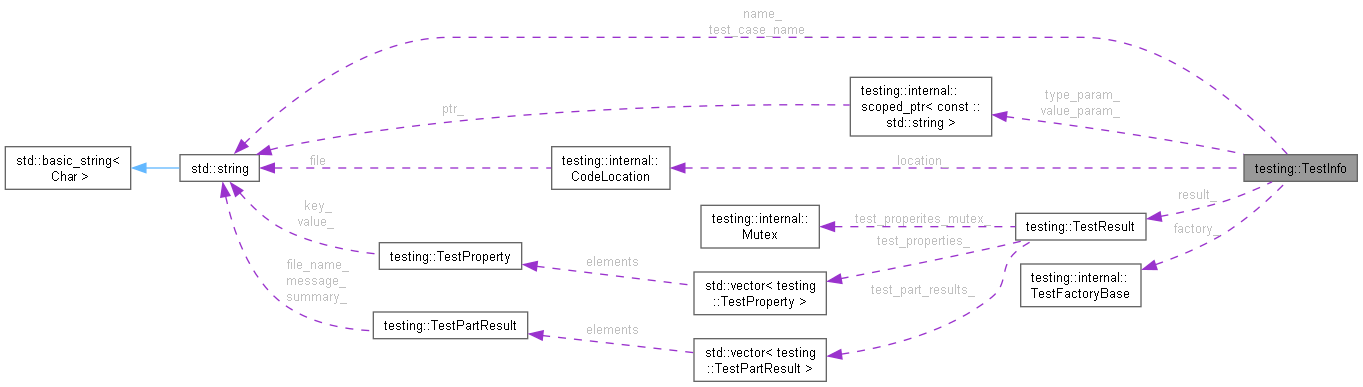 name_
test_case_name
testing::internal::
scoped_ptr< const ::
std::string >
type_param_
value_param_
ptr_
std::basic_string<
Char >
std::string
file
testing::internal::
CodeLocation
location_
testing::TestInfo
key_
value_
testing::TestProperty
elements
std::vector< testing
::TestProperty >
testing::internal::
Mutex
test_properites_mutex_
test_properties_
testing::TestResult
result_
factory_
testing::internal::
TestFactoryBase
file_name_
message_
summary_
testing::TestPartResult
elements
std::vector< testing
::TestPartResult >
test_part_results_